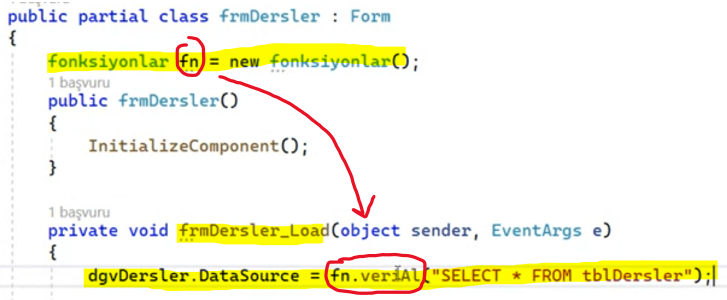 public partial class frmDersler : Form
{
fonksiyonlar fn = new fonksiyonlar();
1 başvuru
public frmDersler()
{
InitializeComponent();
}
1 başvuru
private void frmDersler_Load(object sender, EventArgs e)
{
dgvDersler.DataSource = fn.veriAl("SELECT * FROM tblDersler");